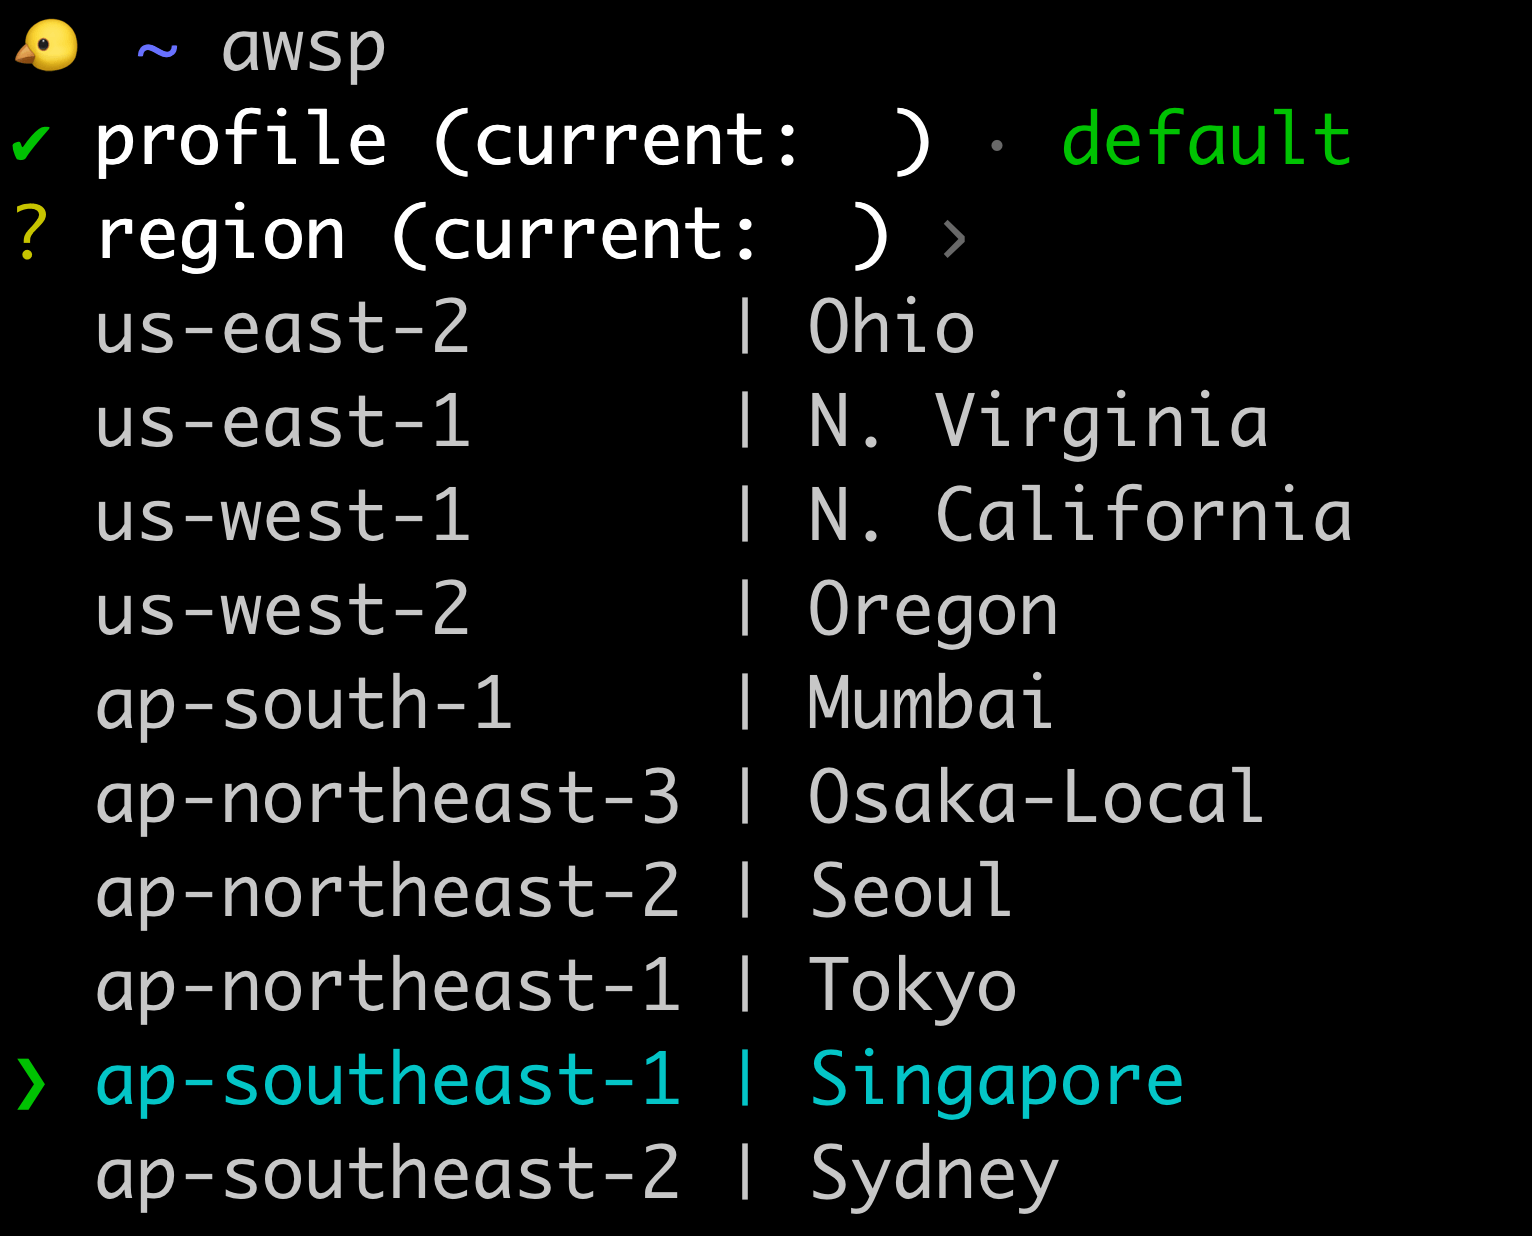 ~ awsp
✔ profile (current:  ) · default
? region (current:  ) ›
us-east-2 | Ohio
us-east-1 | N. Virginia
us-west-1 | N. California
us-west-2 | Oregon
ap-south-1 | Mumbai
ap-northeast-3 | Osaka-Local
ap-northeast-2 | Seoul
ap-northeast-1 | Tokyo
❯ ap-southeast-1 | Singapore
ap-southeast-2 | Sydney